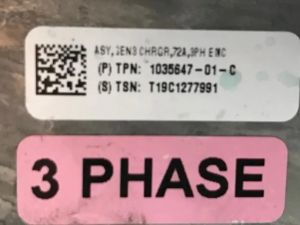 ASY, GEN3 CHRGR, 72A, 3PH ENC
(P) TPN: 1035647-01-C
(S) TSN: T19C1277991
3 PHASE